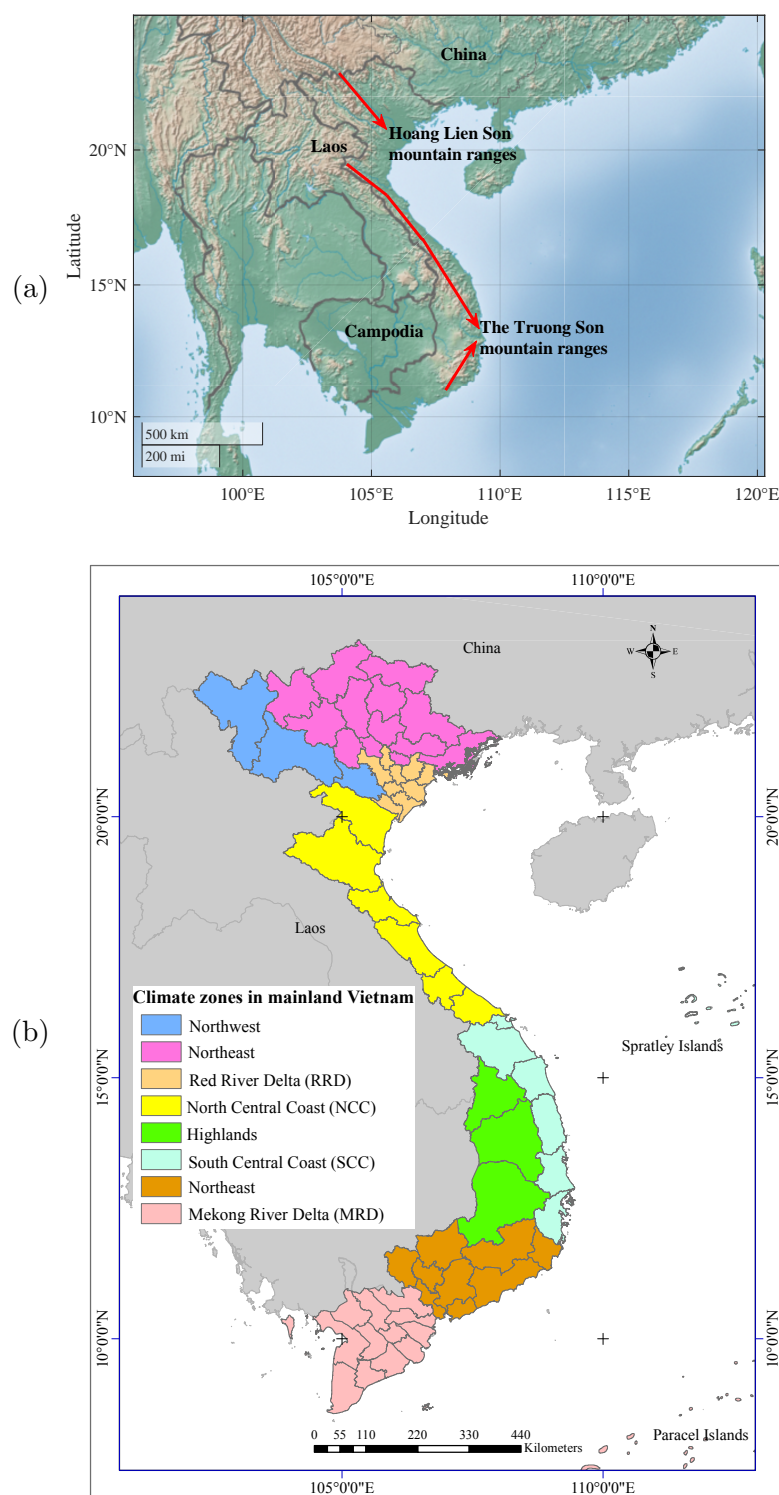 China
Hoang Lien Son
mountain ranges
Laos
20°N
Latitude
15°N
(a)
The Truong Son
mountain ranges
Campodia
10°N
500 km
200 mi
100°E 105°E 110°E 115°E 120°E
Longitude
105°0'0"E 110°0'0"E
China
N
W E
S
20°0'0"N 20°0'0"N
Laos
Climate zones in mainland Vietnam
Northwest
Northeast
Red River Delta (RRD)
North Central Coast (NCC)
Highlands
South Central Coast (SCC)
Northeast
Mekong River Delta (MRD)
(b)
Spratley Islands
15°0'0"N 15°0'0"N
10°0'0"N 10°0'0"N
0 55 110 220 330 440
Kilometers
Paracel Islands
105°0'0"E 110°0'0"E